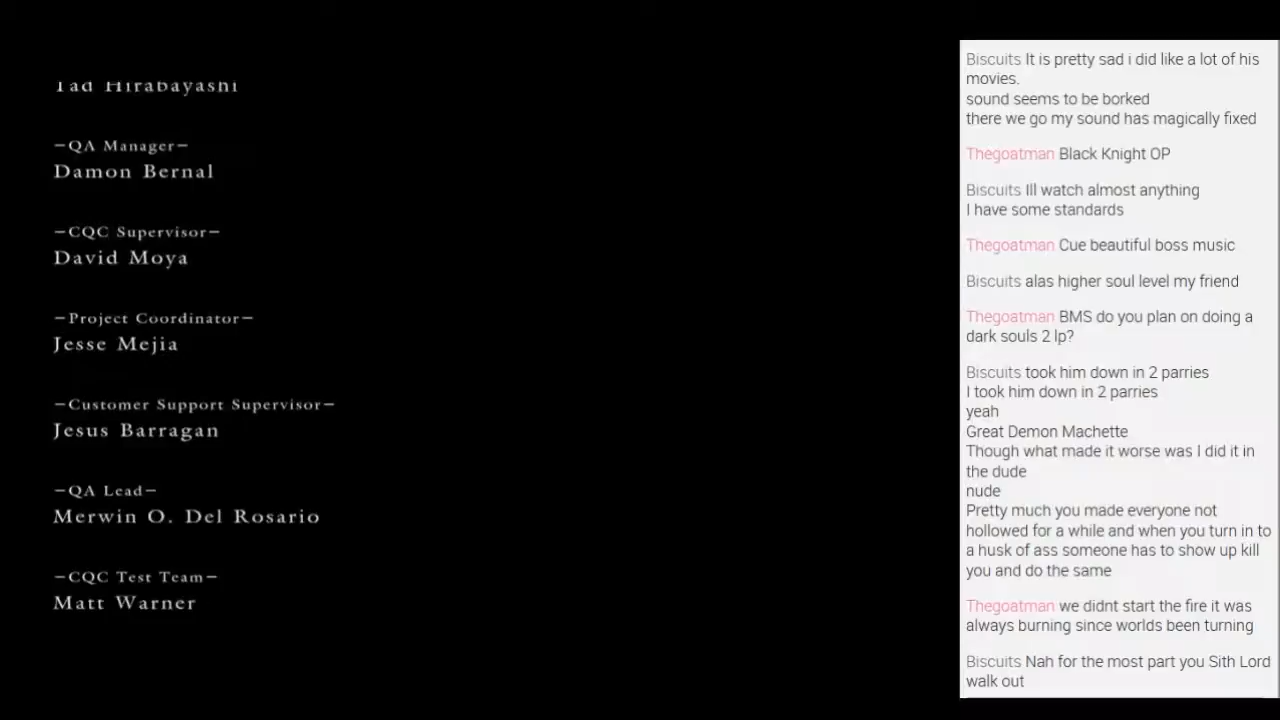 Tad Hirabayashi
—QA Manager—
Damon Bernal
—CQC Supervisor—
David Moya
—Project Coordinator—
Jesse Mejia
—Customer Support Supervisor—
Jesus Barragan
—QA Lead—
Merwin O. Del Rosario
—CQC Test Team—
Matt Warner
Biscuits It is pretty sad i did like a lot of his
movies.
sound seems to be borked
there we go my sound has magically fixed
Thegoatman Black Knight OP
Biscuits Ill watch almost anything
I have some standards
Thegoatman Cue beautiful boss music
Biscuits alas higher soul level my friend
Thegoatman BMS do you plan on doing a
dark souls 2 lp?
Biscuits took him down in 2 parries
I took him down in 2 parries
yeah
Great Demon Machette
Though what made it worse was I did it in
the dude
nude
Pretty much you made everyone not
hollowed for a while and when you turn in to
a husk of ass someone has to show up kill
you and do the same
Thegoatman we didnt start the fire it was
always burning since worlds been turning
Biscuits Nah for the most part you Sith Lord
walk out